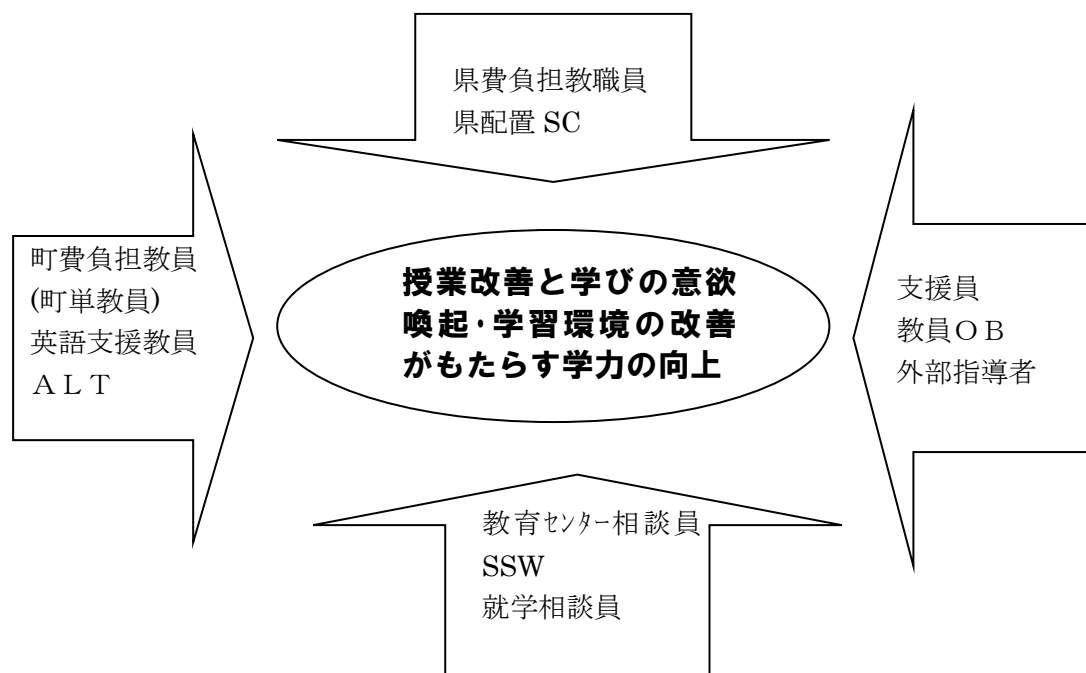 県費負担教職員
県配置 SC
町費負担教員
(町単教員)
英語支援教員
ＡＬＴ
授業改善と学びの意欲
喚起･学習環境の改善
がもたらす学力の向上
支援員
教員ＯＢ
外部指導者
教育ｾﾝﾀｰ相談員
SSW
就学相談員